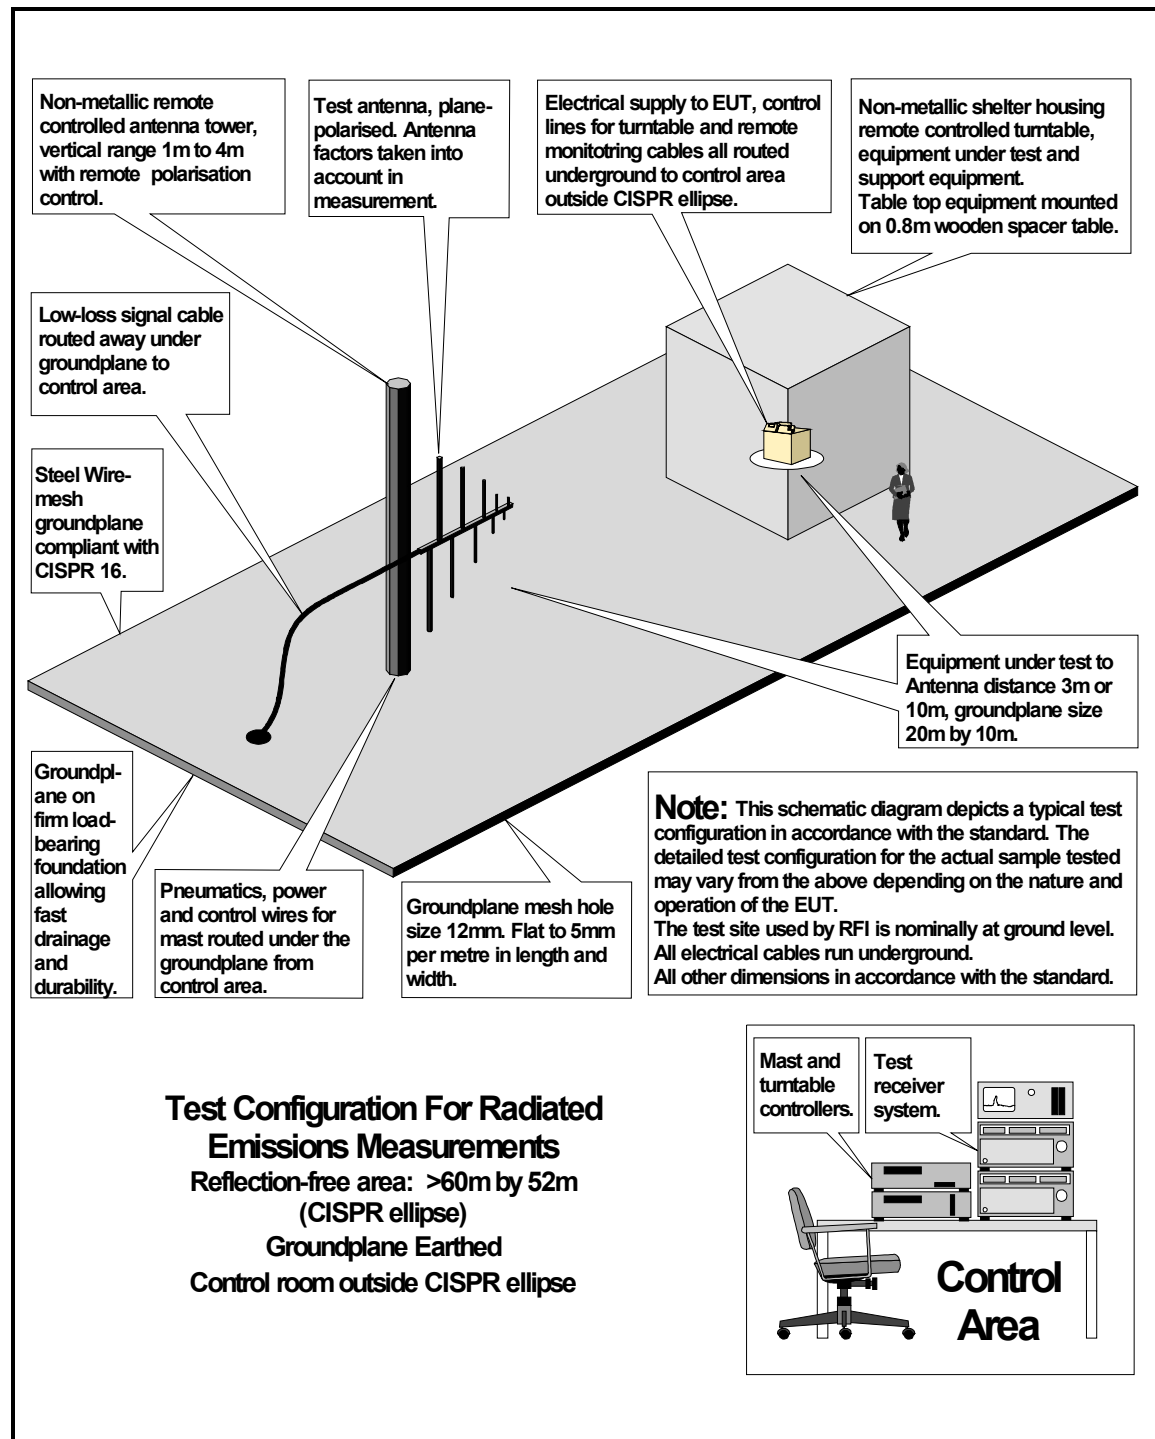 Non-metallic remote
controlled antenna tower,
vertical range 1m to 4m
with remote polarisation
control.
Test antenna, plane-
polarised. Antenna
factors taken into
account in
measurement.
Electrical supply to EUT, control
lines for turntable and remote
monitotring cables all routed
underground to control area
outside CISPR ellipse.
Non-metallic shelter housing
remote controlled turntable,
equipment under test and
support equipment.
Table top equipment mounted
on 0.8m wooden spacer table.
Low-loss signal cable
routed away under
groundplane to
control area.
Steel Wire-
mesh
groundplane
compliant with
CISPR 16.
Equipment under test to
Antenna distance 3m or
10m, groundplane size
20m by 10m.
Groundpl-
ane on
firm load-
bearing
foundation
allowing
fast
drainage
and
durability.
Pneumatics, power
and control wires for
mast routed under the
groundplane from
control area.
Groundplane mesh hole
size 12mm. Flat to 5mm
per metre in length and
width.
Note: This schematic diagram depicts a typical test
configuration in accordance with the standard. The
detailed test configuration for the actual sample tested
may vary from the above depending on the nature and
operation of the EUT.
The test site used by RFI is nominally at ground level.
All electrical cables run underground.
All other dimensions in accordance with the standard.
Test Configuration For Radiated
Emissions Measurements
Reflection-free area: >60m by 52m
(CISPR ellipse)
Groundplane Earthed
Control room outside CISPR ellipse
Mast and
turntable
controllers.
Test
receiver
system.
Control
Area